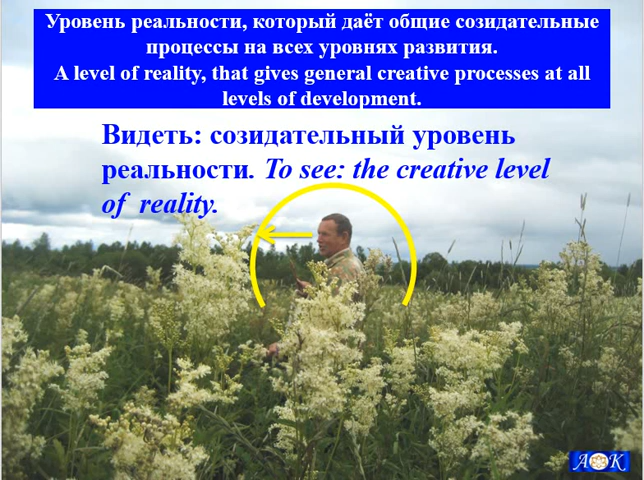 Уровень реальности, который даёт общие созидательные
процессы на всех уровнях развития.
A level of reality, that gives general creative processes at all
levels of development.
Видеть: созидательный уровень
реальности. To see: the creative level
of reality.
А К